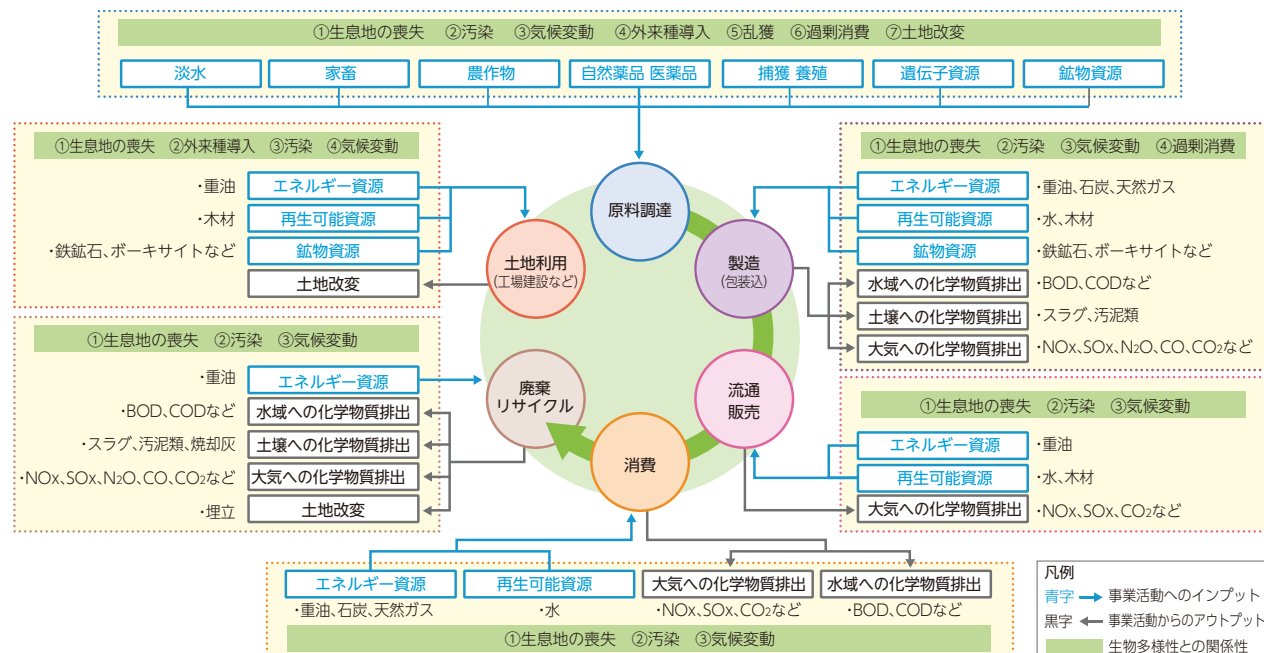 ①生息地の喪失 ②汚染 ③気候変動 ④外来種導入 ⑤乱獲 ⑥過剰消費 ⑦土地改変
淡水 家畜 農作物 自然薬品 医薬品 捕獲 養殖 遺伝子資源 鉱物資源
①生息地の喪失 ②外来種導入 ③汚染 ④気候変動
・重油 エネルギー資源
・木材 再生可能資源
・鉄鉱石、ボーキサイトなど 鉱物資源
土地改変
①生息地の喪失 ②汚染 ③気候変動 ④過剰消費
エネルギー資源 ・重油、石炭、天然ガス
再生可能資源 ・水、木材
鉱物資源 ・鉄鉱石、ボーキサイトなど
水域への化学物質排出 ・BOD、CODなど
土壌への化学物質排出 ・スラグ、汚泥類
大気への化学物質排出 ・NOx、SOx、N2O、CO、CO2など
原料調達
土地利用
(工場建設など)
製造
(包装込)
廃棄
リサイクル
流通
販売
消費
①生息地の喪失 ②汚染 ③気候変動
・重油 エネルギー資源
・BOD、CODなど 水域への化学物質排出
・スラグ、汚泥類、焼却灰 土壌への化学物質排出
・NOx、SOx、N2O、CO、CO2など 大気への化学物質排出
・埋立 土地改変
①生息地の喪失 ②汚染 ③気候変動
エネルギー資源 ・重油
再生可能資源 ・水、木材
大気への化学物質排出 ・NOx、SOx、CO2など
エネルギー資源 再生可能資源 大気への化学物質排出 水域への化学物質排出
・重油、石炭、天然ガス ・水 ・NOx、SOx、CO2など ・BOD、CODなど
①生息地の喪失 ②汚染 ③気候変動
凡例
青字 事業活動へのインプット
黒字 事業活動からのアウトプット
生物多様性との関係性